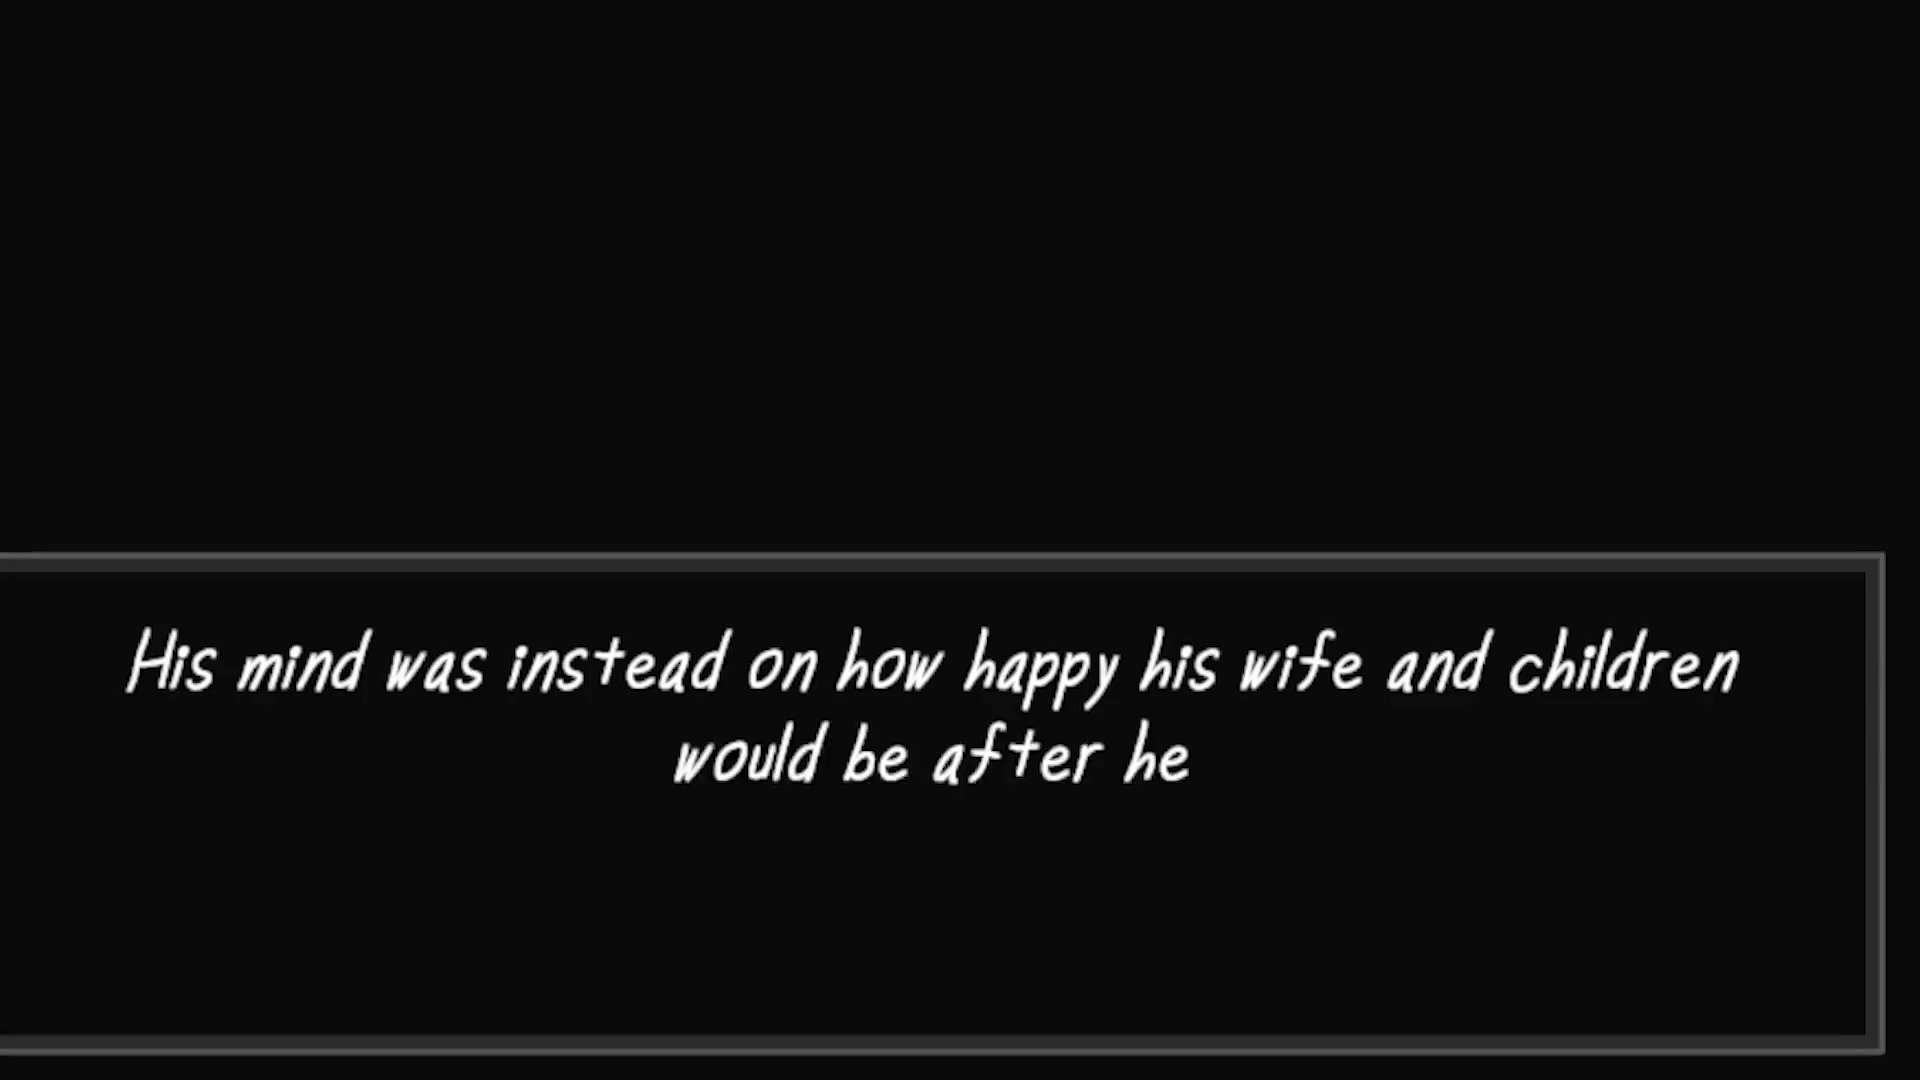 His mind was instead on how happy his wife and children
would be after he